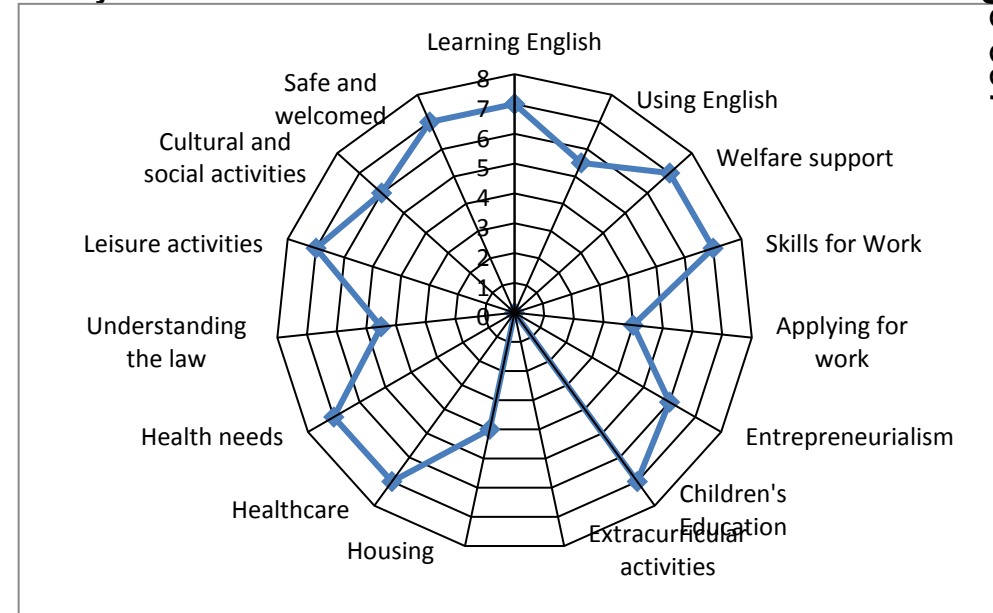 Learning English
Using English
Welfare support
Skills for Work
Applying for
work
Entrepreneurialism
Children's
Education
Extracurricular
activities
Housing
Healthcare
Health needs
Understanding
the law
Leisure activities
Cultural and
social activities
Safe and
welcomed
8
7
6
5
4
3
2
1
0